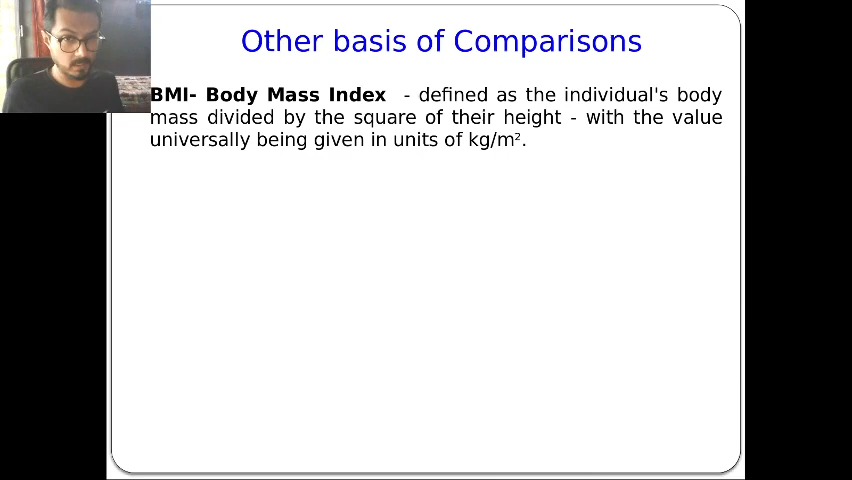 Other basis of Comparisons
BMI- Body Mass Index - defined as the individual's body
mass divided by the square of their height - with the value
universally being given in units of kg/m².